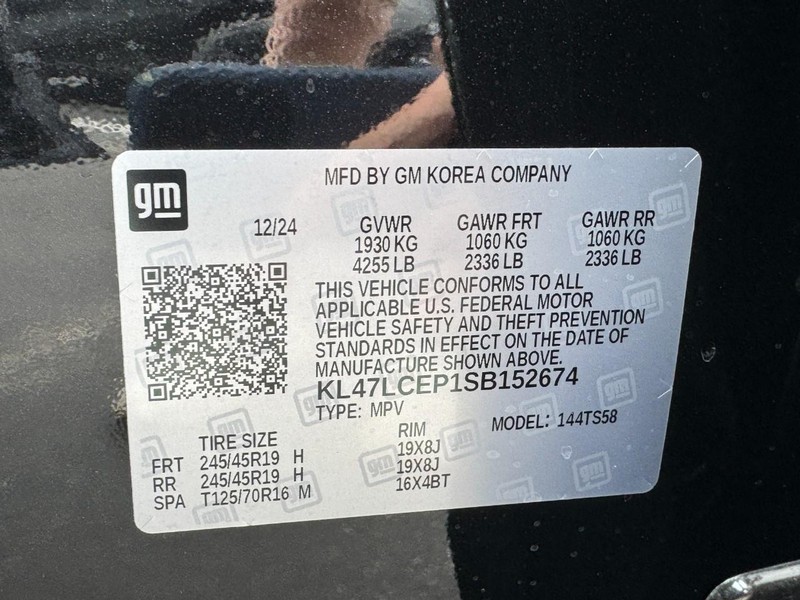 gm
MFD BY GM KOREA COMPANY
12/24 GVWR GAWR FRT GAWR RR
1930 KG 1060 KG 1060 KG
4255 LB 2336 LB 2336 LB
THIS VEHICLE CONFORMS TO ALL
APPLICABLE U.S. FEDERAL MOTOR
VEHICLE SAFETY AND THEFT PREVENTION
STANDARDS IN EFFECT ON THE DATE OF
MANUFACTURE SHOWN ABOVE.
KL47LCEP1SB152674
TYPE: MPV MODEL: 144TS58
TIRE SIZE RIM
FRT 245/45R19 H 19X8J
RR 245/45R19 H 19X8J
SPA T125/70R16 M 16X4BT